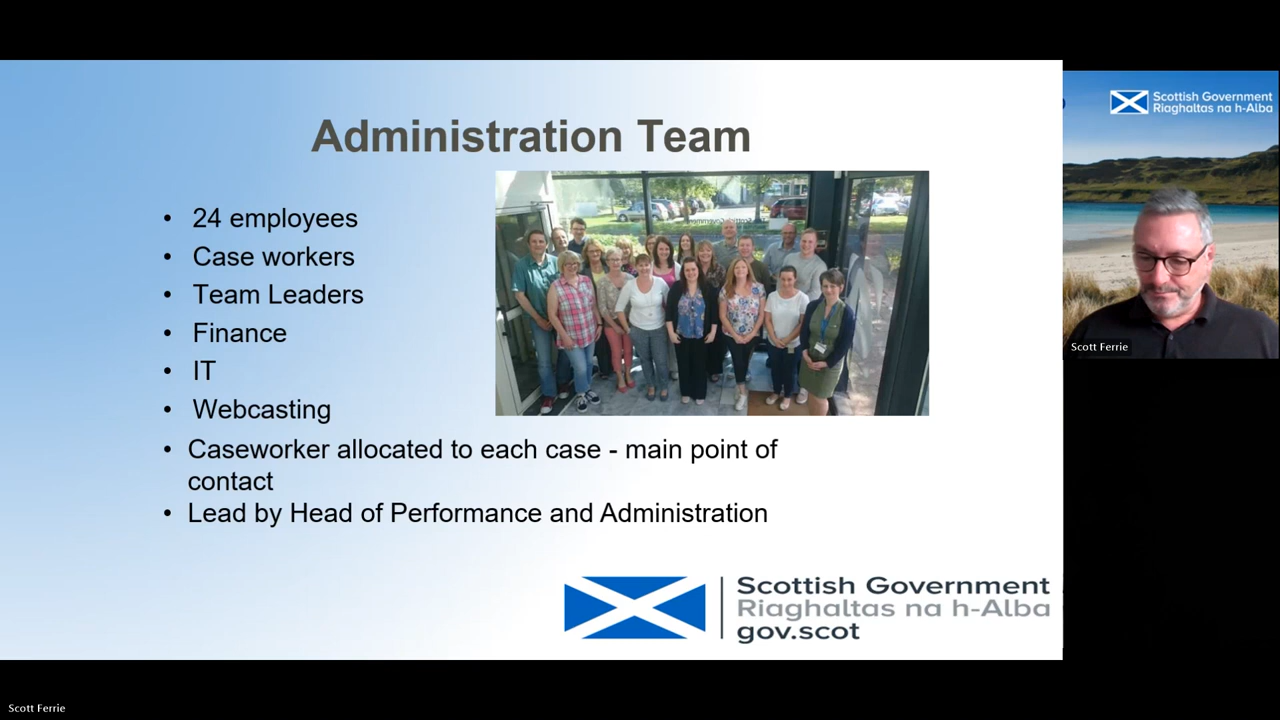 Administration Team
• 24 employees
• Case workers
• Team Leaders
• Finance
• IT
• Webcasting
• Caseworker allocated to each case - main point of
contact
• Lead by Head of Performance and Administration
Scottish Government
Riaghaltas na h-Alba
gov.scot
Scottish Government
Riaghaltas na h-Alba
Scott Ferrie
Scott Ferrie